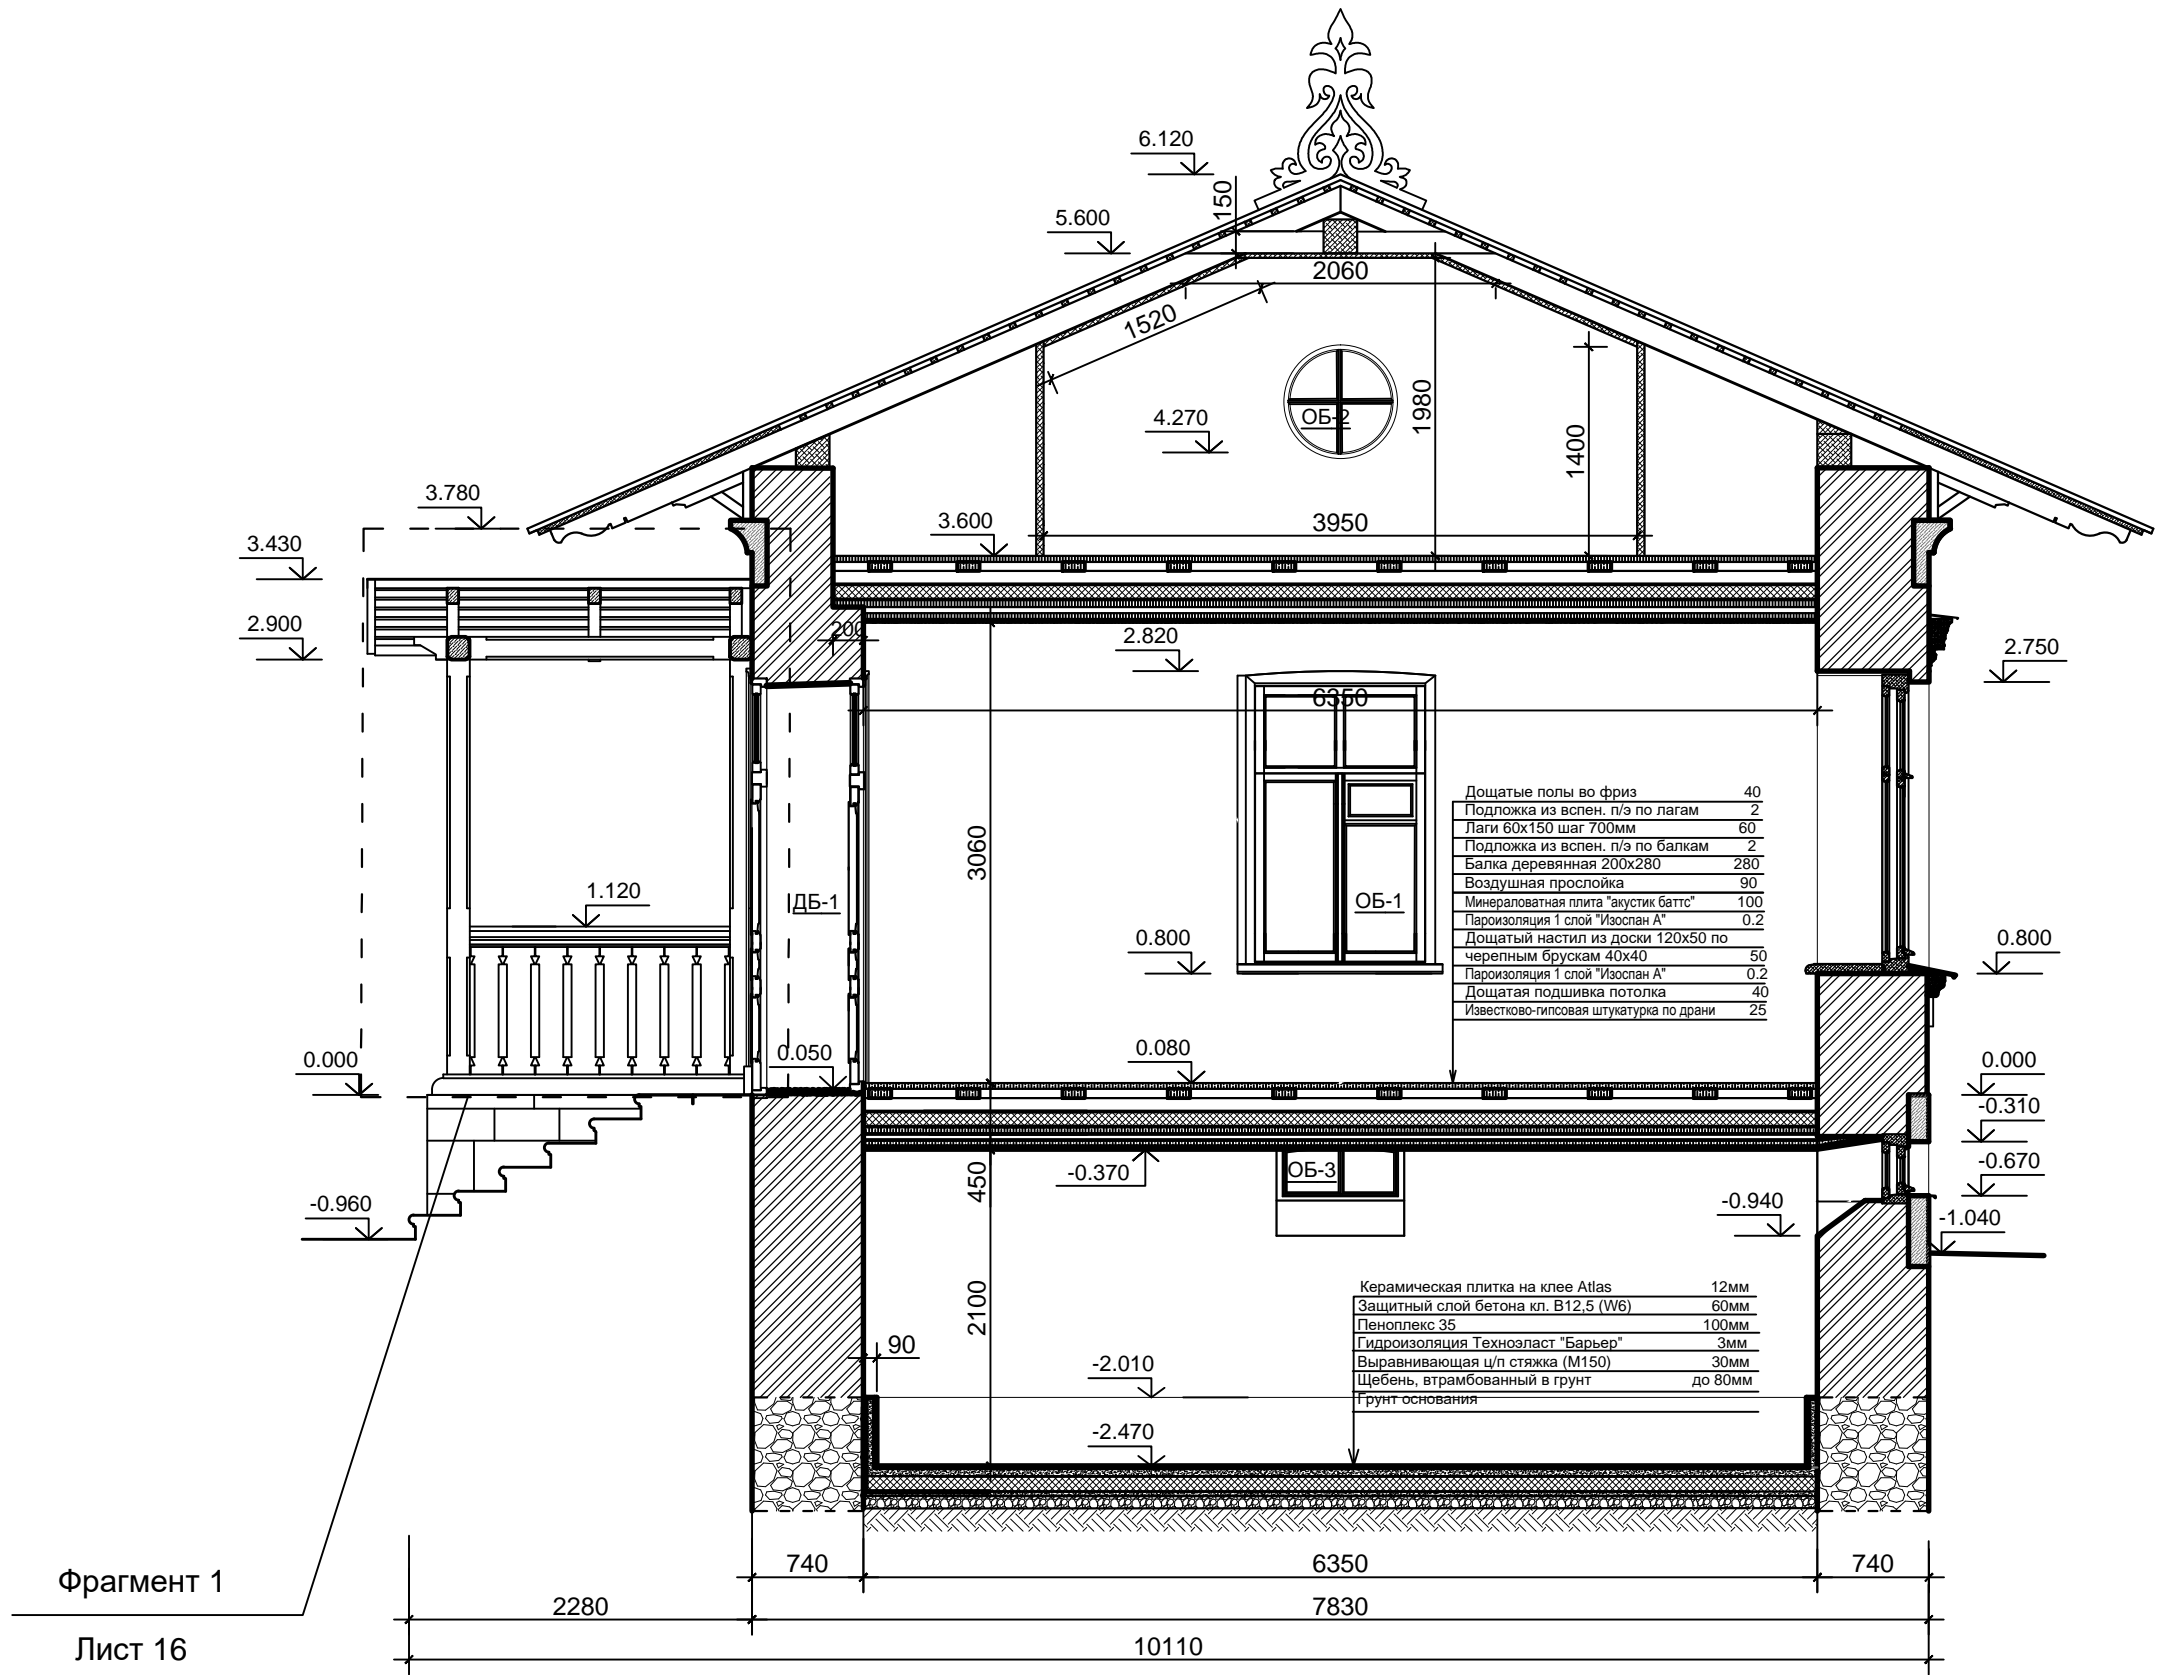 6.120
150
5.600
2060
1520
ОБ-2
4.270
1980
1400
3.780
3.600
3950
3.430
2.900
200
2.820
2.750
6350
Дощатые полы во фриз 40
Подложка из вспен. п/э по лагам 2
Лаги 60х150 шаг 700мм 60
Подложка из вспен. п/э по балкам 2
Балка деревянная 200х280 280
Воздушная прослойка 90
Минераловатная плита "акустик баттс" 100
Пароизоляция 1 слой "Изоспан А" 0.2
Дощатый настил из доски 120х50 по
черепным брускам 40х40 50
Пароизоляция 1 слой "Изоспан А" 0.2
Дощатая подшивка потолка 40
Известково-гипсовая штукатурка по драни 25
3060
1.120
ДБ-1
ОБ-1
0.800
0.800
0.000
0.050
0.080
0.000
-0.310
-0.370
450
ОБ-3
-0.670
-0.960
-0.940
-1.040
2100
90
Керамическая плитка на клее Atlas 12мм
Защитный слой бетона кл. В12,5 (W6) 60мм
Пеноплекс 35 100мм
Гидроизоляция Техноэласт "Барьер" 3мм
Выравнивающая ц/п стяжка (М150) 30мм
Щебень, втрамбованный в грунт до 80мм
Грунт основания
-2.010
-2.470
740
6350
740
Фрагмент 1
2280
7830
Лист 16
10110